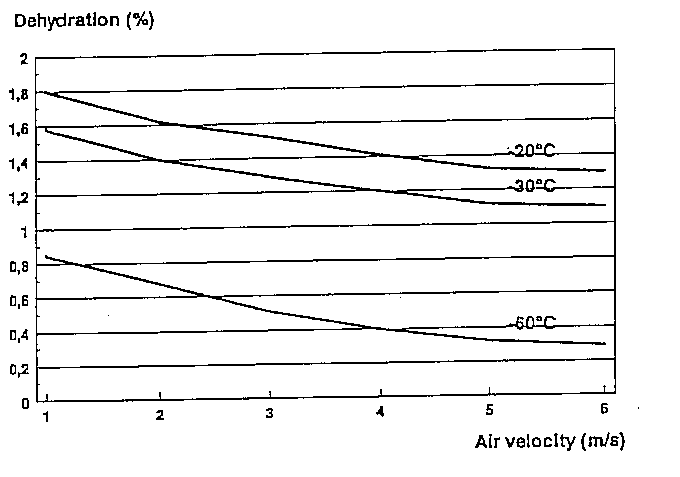 Dehydration (%)
2
1,8
1,6
1,4
1,2
1
0,8
0,6
0,4
0,2
0
-20°C
-30°C
-60°C
1 2 3 4 5 6
Air velocity (m/s)